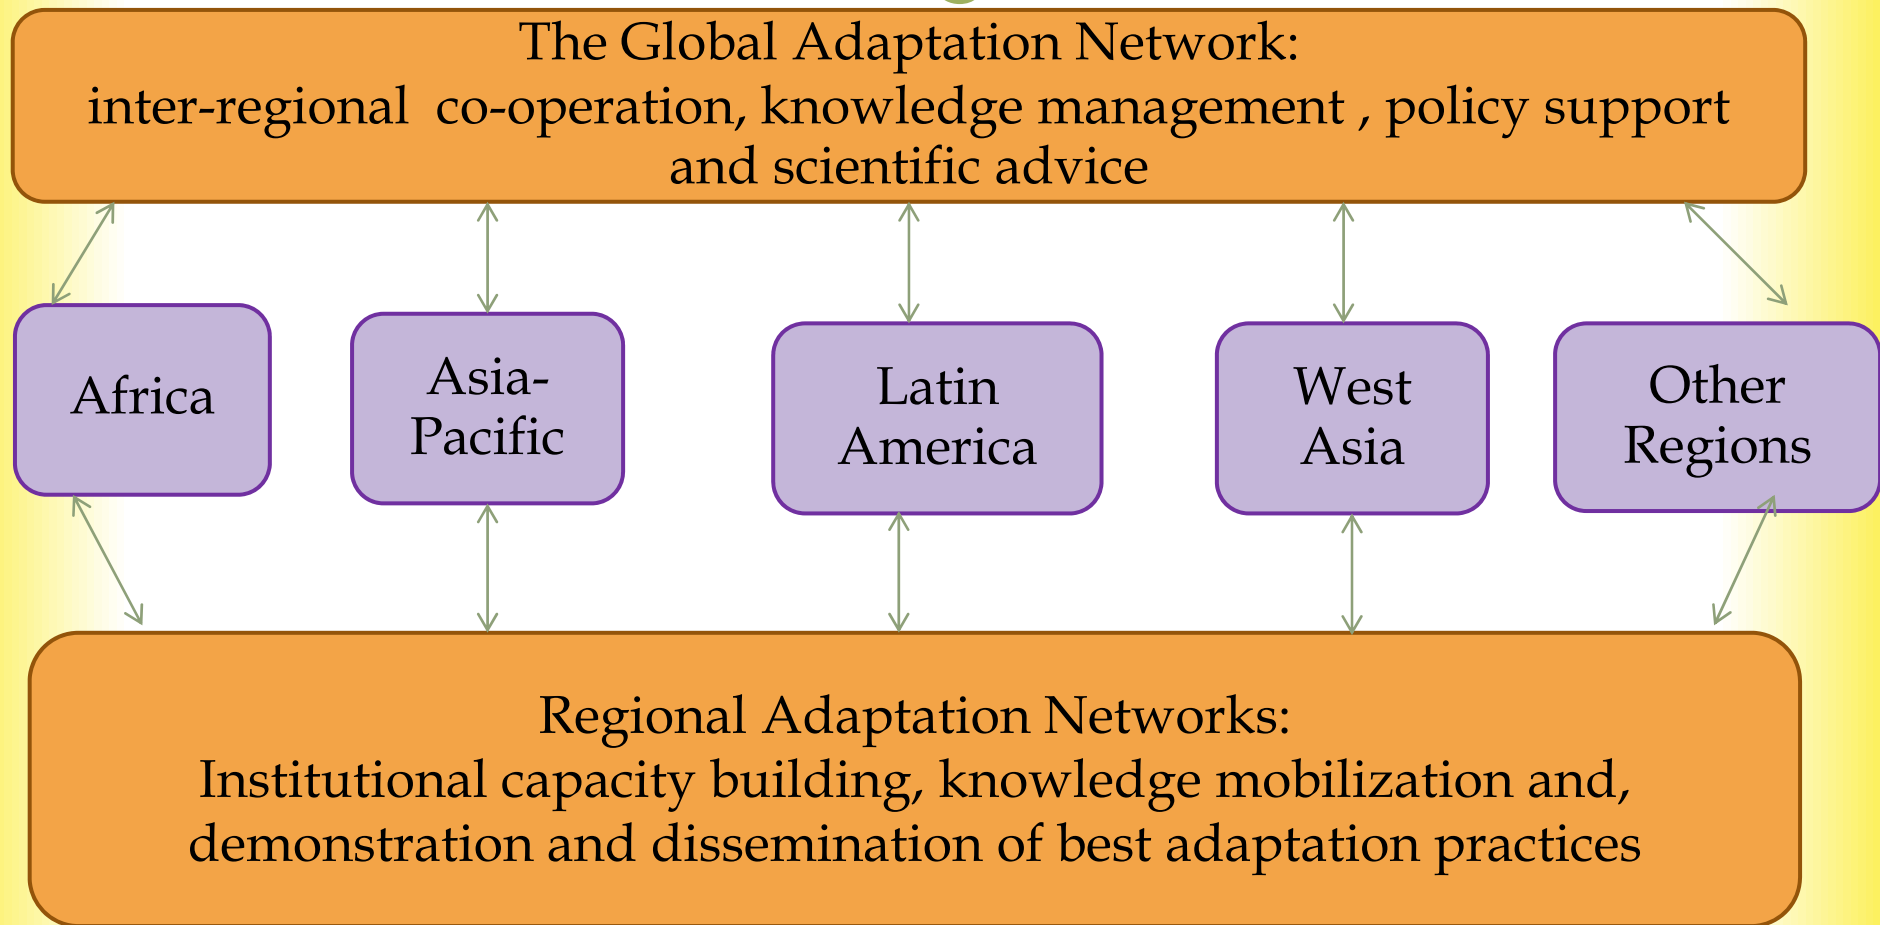 The Global Adaptation Network:
inter-regional  co-operation, knowledge management , policy support
and scientific advice
Africa
Asia-
Pacific
Latin
America
West
Asia
Other
Regions
Regional Adaptation Networks:
Institutional capacity building, knowledge mobilization and,
demonstration and dissemination of best adaptation practices